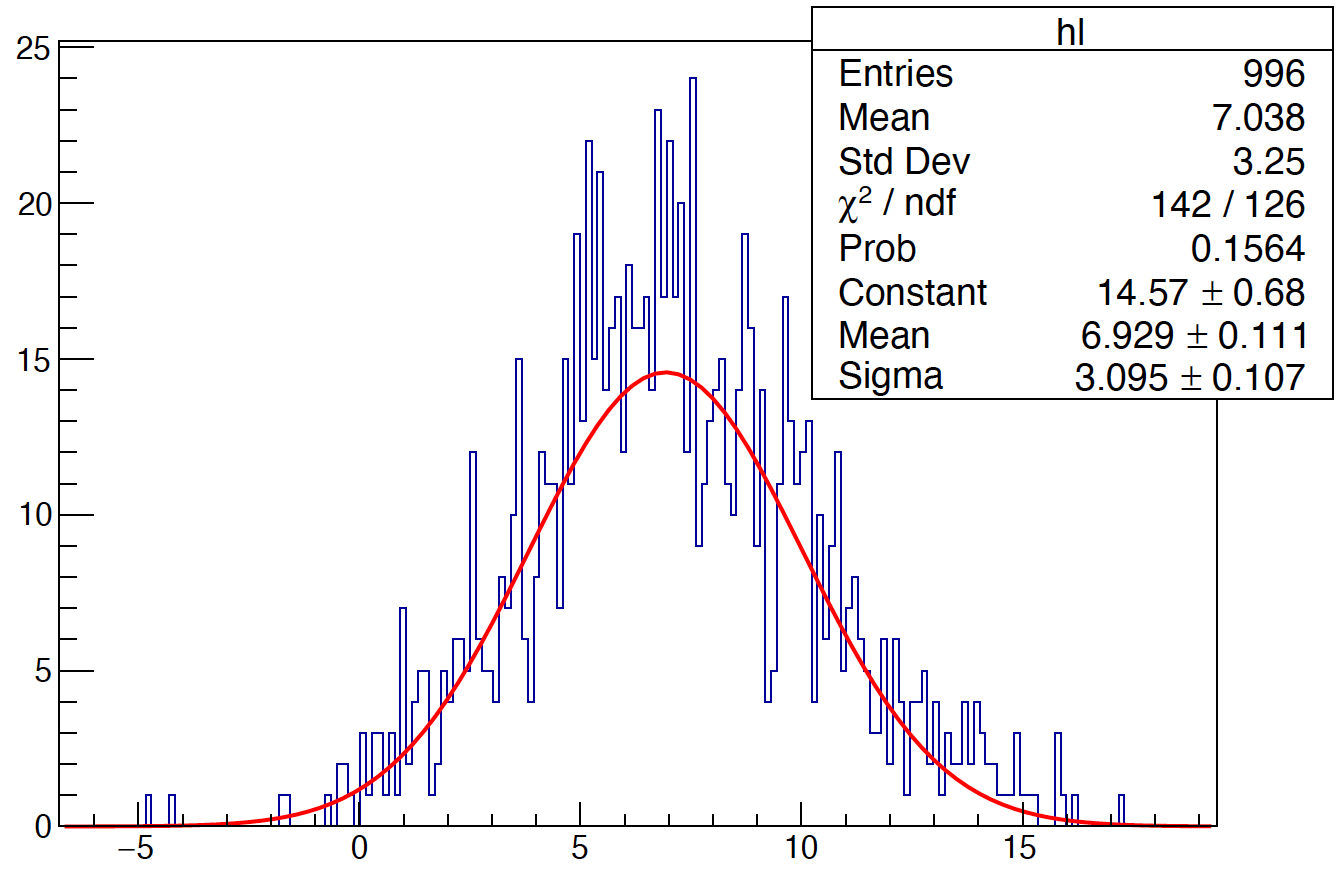 hl
Entries 996
Mean 7.038
Std Dev 3.25
χ² / ndf 142 / 126
Prob 0.1564
Constant 14.57 ± 0.68
Mean 6.929 ± 0.111
Sigma 3.095 ± 0.107
25
20
15
10
5
0
−5 0 5 10 15